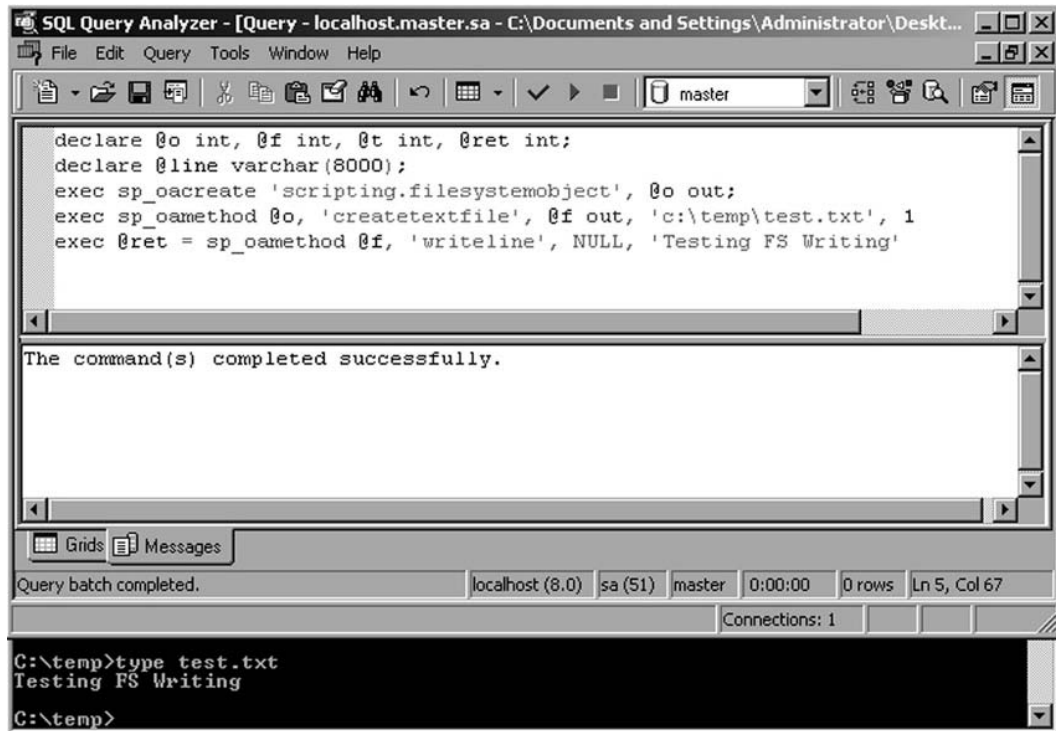 SQL Query Analyzer - [Query - localhost.master.sa - C:\Documents and Settings\Administrator\Deskt...
File Edit Query Tools Window Help
master
declare @o int, @f int, @t int, @ret int;
declare @line varchar(8000);
exec sp_oacreate 'scripting.filesystemobject', @o out;
exec sp_oamethod @o, 'createtextfile', @f out, 'c:\temp\test.txt', 1
exec @ret = sp_oamethod @f, 'writeline', NULL, 'Testing FS Writing'
The command(s) completed successfully.
Grids Messages
Query batch completed. localhost (8.0) sa (51) master 0:00:00 0 rows Ln 5, Col 67
Connections: 1
C:\temp>type test.txt
Testing FS Writing
C:\temp>